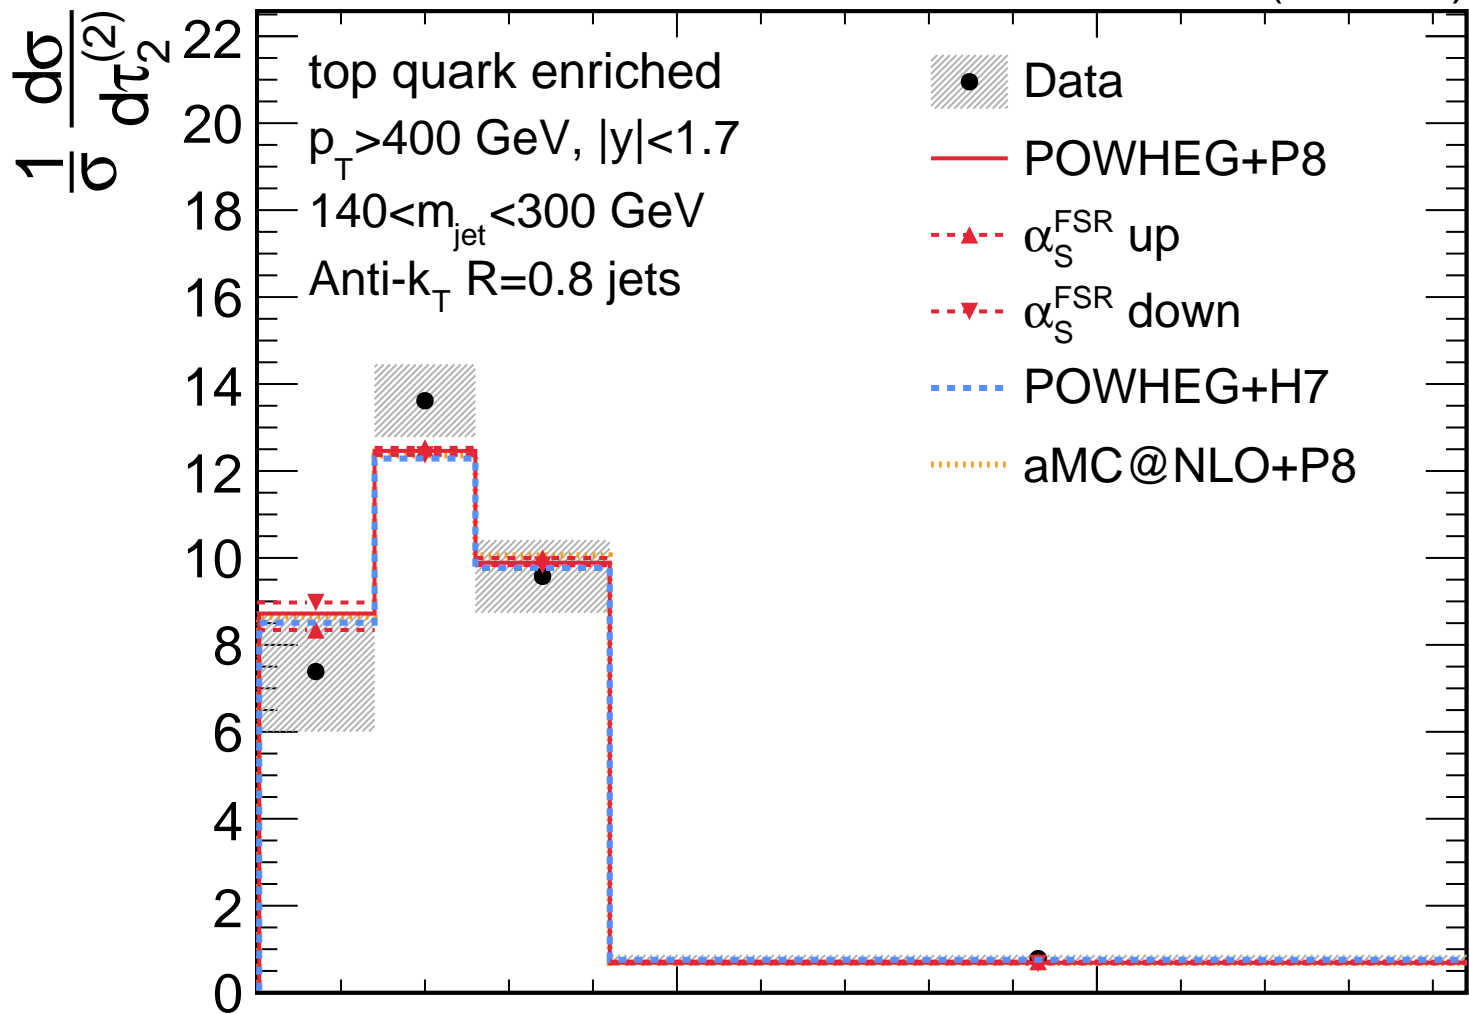 1/σ dσ/dτ₂⁽²⁾
top quark enriched
p_T>400 GeV, |y|<1.7
140<m_jet<300 GeV
Anti-k_T R=0.8 jets
Data
POWHEG+P8
α_S^FSR up
α_S^FSR down
POWHEG+H7
aMC@NLO+P8
22
20
18
16
14
12
10
8
6
4
2
0